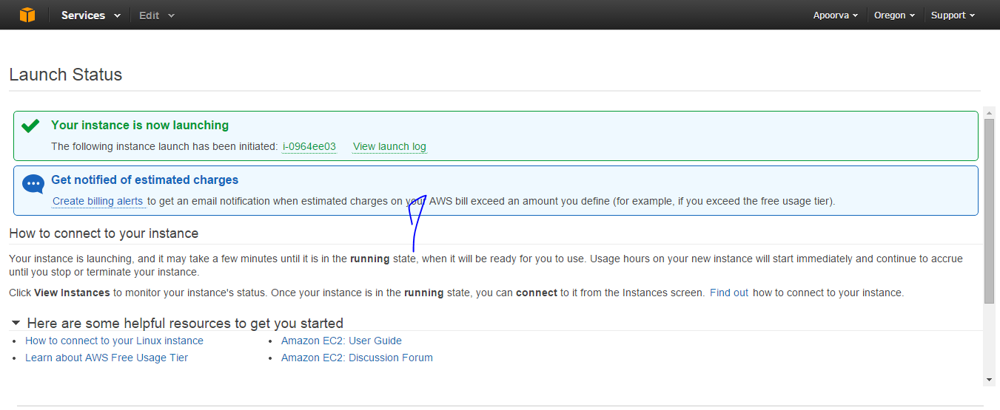 Services Edit Apoorva Oregon Support
Launch Status
Your instance is now launching
The following instance launch has been initiated: i-0964ee03 View launch log
Get notified of estimated charges
Create billing alerts to get an email notification when estimated charges on your AWS bill exceed an amount you define (for example, if you exceed the free usage tier).
How to connect to your instance
Your instance is launching, and it may take a few minutes until it is in the running state, when it will be ready for you to use. Usage hours on your new instance will start immediately and continue to accrue
until you stop or terminate your instance.
Click View Instances to monitor your instance's status. Once your instance is in the running state, you can connect to it from the Instances screen. Find out how to connect to your instance.
Here are some helpful resources to get you started
• How to connect to your Linux instance • Amazon EC2: User Guide
• Learn about AWS Free Usage Tier • Amazon EC2: Discussion Forum